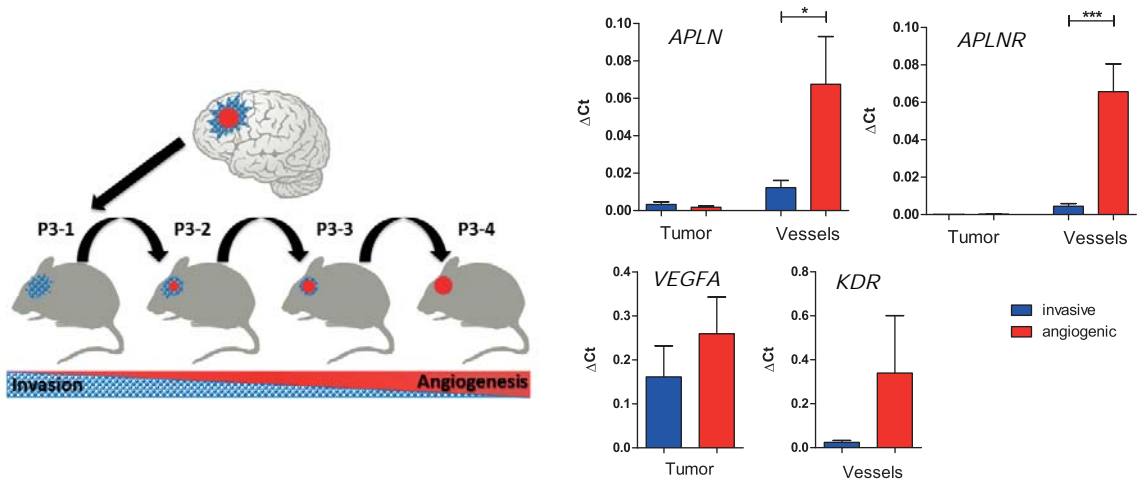 P3-1
P3-2
P3-3
P3-4
Invasion
Angiogenesis
APLN
*
ΔCt
0.10
0.08
0.06
0.04
0.02
0.00
Tumor
Vessels
APLNR
***
ΔCt
0.10
0.08
0.06
0.04
0.02
0.00
Tumor
Vessels
VEGFA
ΔCt
0.4
0.3
0.2
0.1
0.0
Tumor
KDR
ΔCt
0.8
0.6
0.4
0.2
0.0
Vessels
invasive
angiogenic